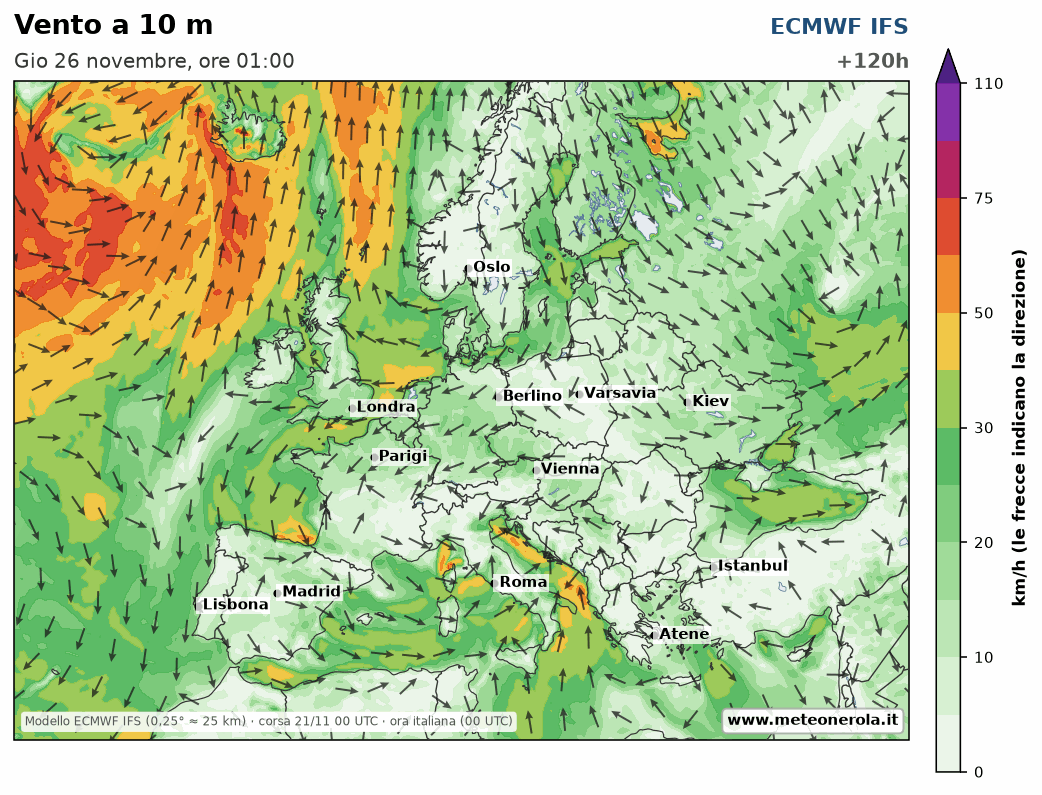 Vento a 10 m
ECMWF IFS
Gio 26 novembre, ore 01:00
+120h
110
75
50
30
20
10
0
km/h (le frecce indicano la direzione)
Oslo
Berlino
Varsavia
Kiev
Londra
Parigi
Vienna
Istanbul
Roma
Madrid
Lisbona
Atene
Modello ECMWF IFS (0,25° ≈ 25 km) · corsa 21/11 00 UTC · ora italiana (00 UTC)
www.meteonerola.it